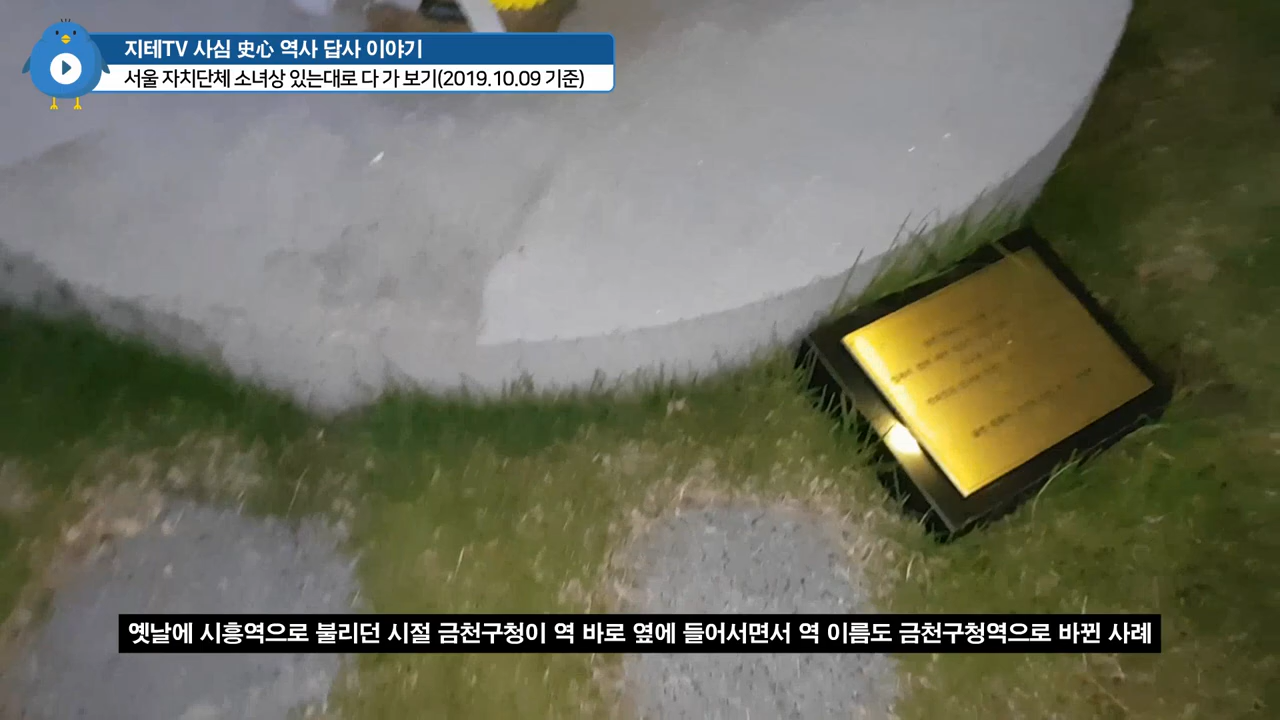 지테TV 사심 史心 역사 답사 이야기
서울 자치단체 소녀상 있는대로 다 가 보기(2019.10.09 기준)
옛날에 시흥역으로 불리던 시절 금천구청이 역 바로 옆에 들어서면서 역 이름도 금천구청역으로 바뀐 사례